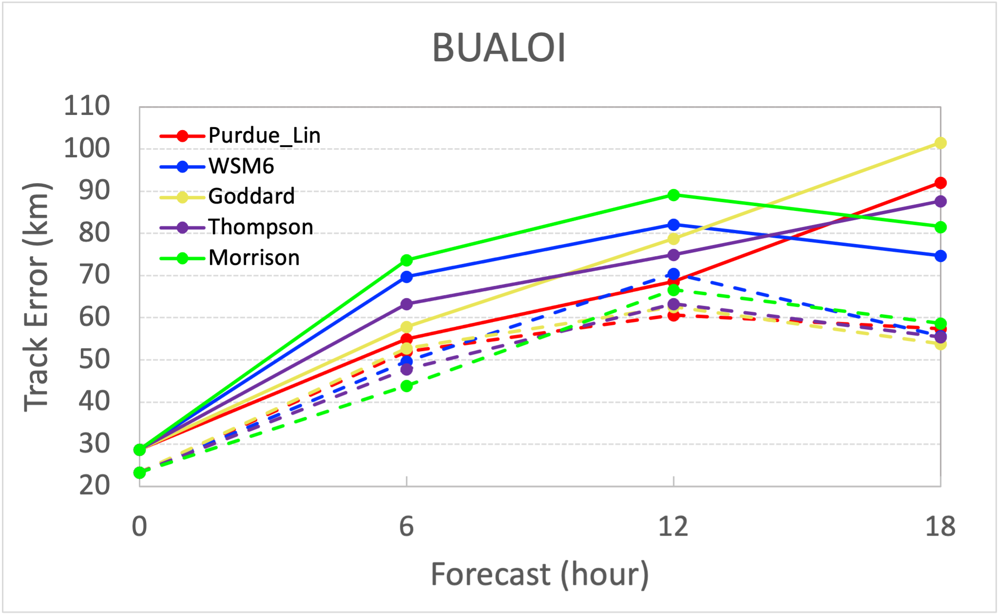 BUALOI
110
100
90
80
70
60
50
40
30
20
Track Error (km)
Purdue_Lin
WSM6
Goddard
Thompson
Morrison
0 6 12 18
Forecast (hour)